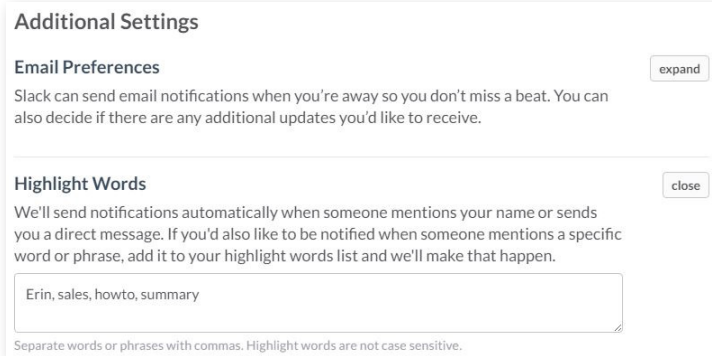 Additional Settings
Email Preferences
expand
Slack can send email notifications when you're away so you don't miss a beat. You can
also decide if there are any additional updates you'd like to receive.
Highlight Words
close
We'll send notifications automatically when someone mentions your name or sends
you a direct message. If you'd also like to be notified when someone mentions a specific
word or phrase, add it to your highlight words list and we'll make that happen.
Erin, sales, howto, summary
Separate words or phrases with commas. Highlight words are not case sensitive.